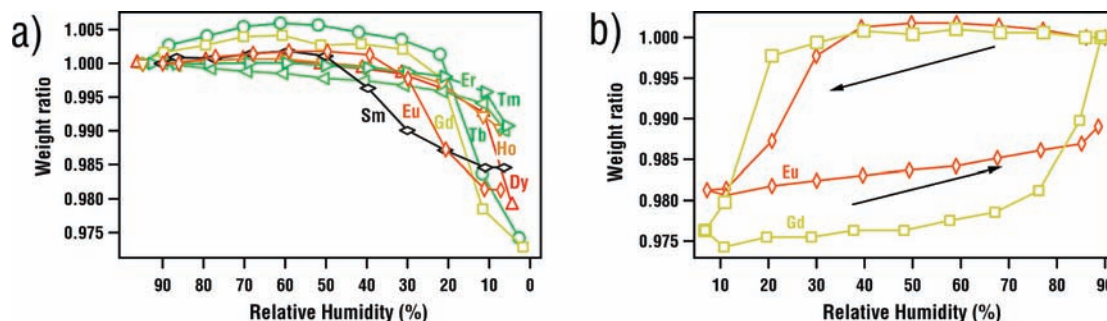 a)
Weight ratio
1.005
1.000
0.995
0.990
0.985
0.980
0.975
Sm
Eu
Gd
Tb
Er
Tm
Ho
Dy
90 80 70 60 50 40 30 20 10 0
Relative Humidity (%)
b)
Weight ratio
1.000
0.995
0.990
0.985
0.980
0.975
Eu
Gd
10 20 30 40 50 60 70 80 90
Relative Humidity (%)